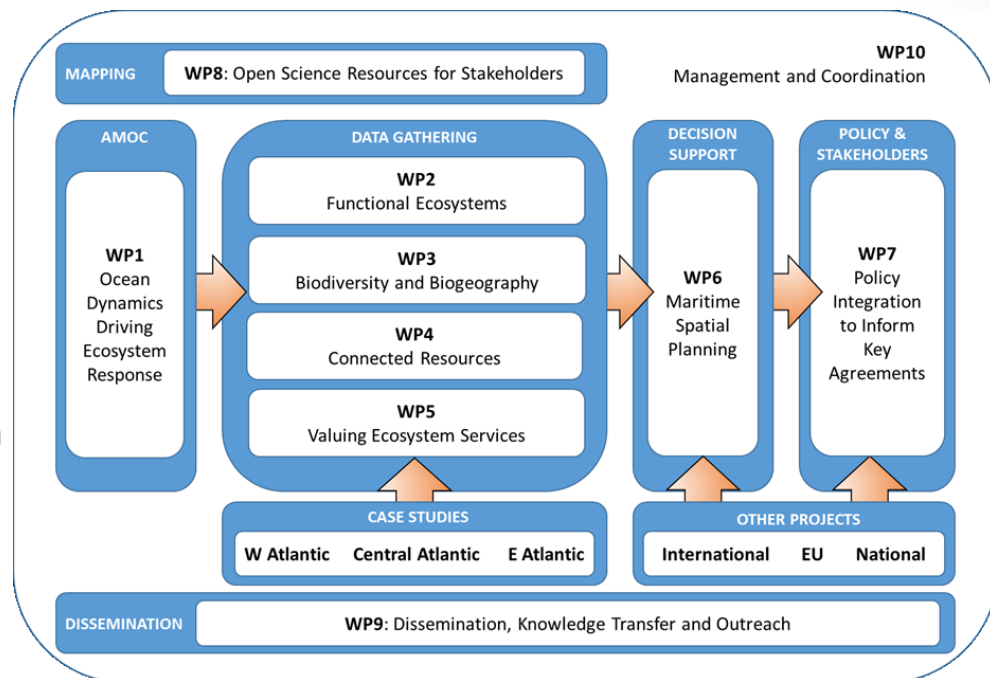 MAPPING
WP8: Open Science Resources for Stakeholders
WP10
Management and Coordination
AMOC
WP1
Ocean
Dynamics
Driving
Ecosystem
Response
DATA GATHERING
WP2
Functional Ecosystems
WP3
Biodiversity and Biogeography
WP4
Connected Resources
WP5
Valuing Ecosystem Services
DECISION
SUPPORT
WP6
Maritime
Spatial
Planning
POLICY &
STAKEHOLDERS
WP7
Policy
Integration
to Inform
Key
Agreements
CASE STUDIES
W Atlantic Central Atlantic E Atlantic
OTHER PROJECTS
International EU National
DISSEMINATION
WP9: Dissemination, Knowledge Transfer and Outreach